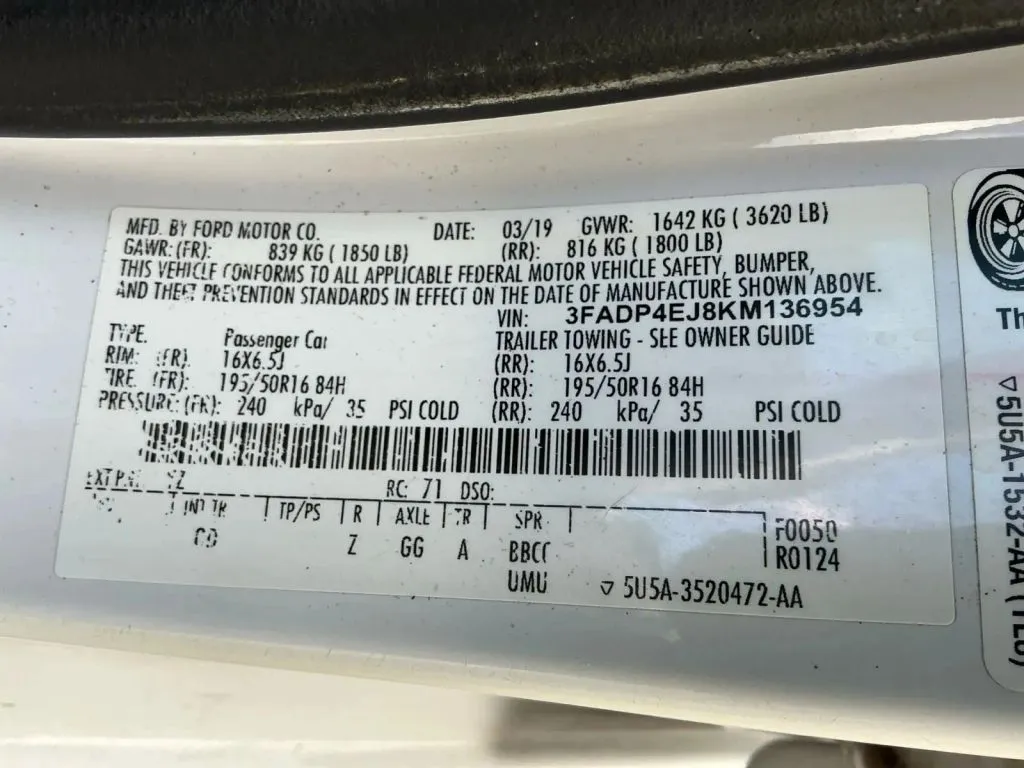 MFD. BY FORD MOTOR CO. DATE: 03/19 GVWR: 1642 KG ( 3620 LB)
GAWR: (FR): 839 KG ( 1850 LB) (RR): 816 KG ( 1800 LB)
THIS VEHICLE CONFORMS TO ALL APPLICABLE FEDERAL MOTOR VEHICLE SAFETY, BUMPER,
AND THEFT PREVENTION STANDARDS IN EFFECT ON THE DATE OF MANUFACTURE SHOWN ABOVE.
VIN: 3FADP4EJ8KM136954
TYPE. Passenger Car TRAILER TOWING - SEE OWNER GUIDE
RIM: (FR). 16X6.5J (RR): 16X6.5J
TIRE. (FR): 195/50R16 84H (RR): 195/50R16 84H
PRESSURE: (FR): 240 kPa/ 35 PSI COLD (RR): 240 kPa/ 35 PSI COLD
EXT RC: 71 DSO:
INT TR TP/PS R AXLE TR SPR F0050
Z GG A BBCC R0124
UMU 5U5A-3520472-AA
Th
5U5A-1532-AA